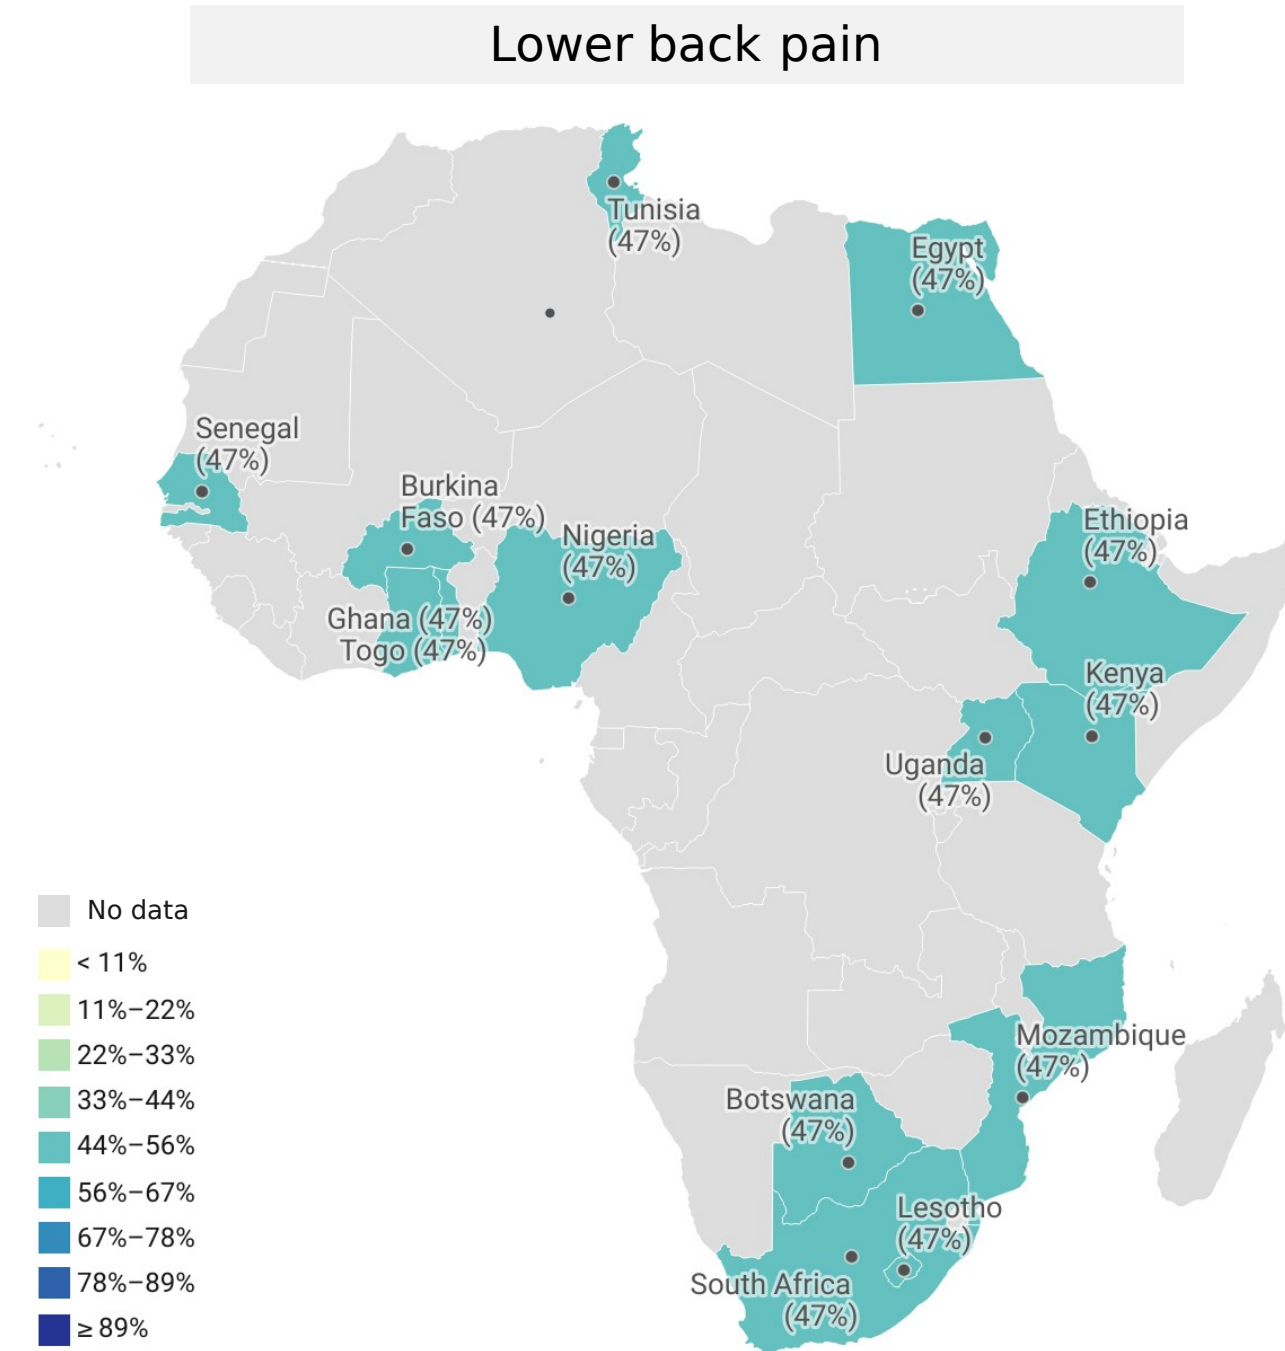 Lower back pain
Tunisia
(47%)
Egypt
(47%)
Senegal
(47%)
Burkina
Faso (47%)
Nigeria
(47%)
Ethiopia
(47%)
Ghana (47%)
Togo (47%)
Kenya
(47%)
Uganda
(47%)
Mozambique
(47%)
Botswana
(47%)
Lesotho
(47%)
South Africa
(47%)
No data
< 11%
11%–22%
22%–33%
33%–44%
44%–56%
56%–67%
67%–78%
78%–89%
≥ 89%